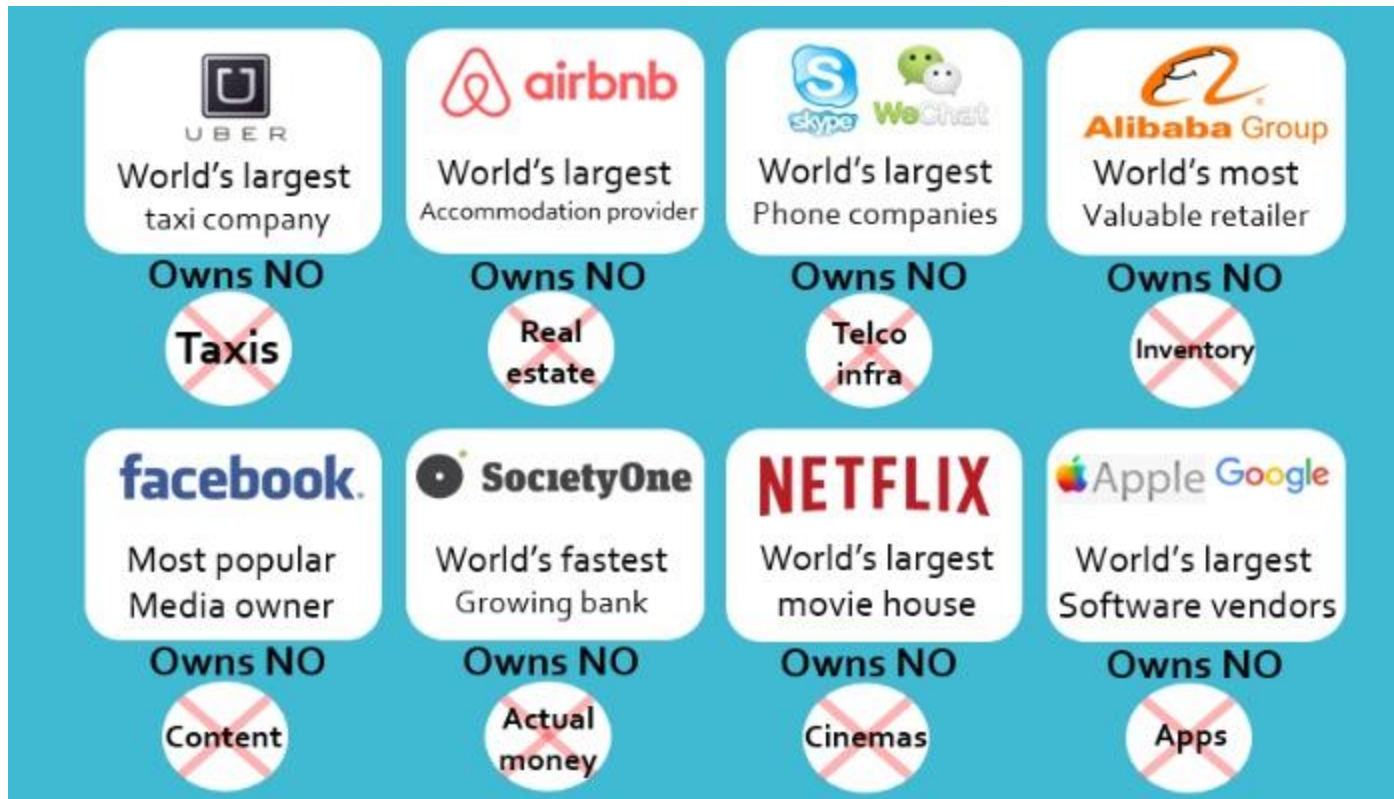 UBER
World's largest
taxi company
Owns NO
Taxis
airbnb
World's largest
Accommodation provider
Owns NO
Real
estate
skype WeChat
World's largest
Phone companies
Owns NO
Telco
infra
Alibaba Group
World's most
Valuable retailer
Owns NO
Inventory
facebook.
Most popular
Media owner
Owns NO
Content
SocıetyOne
World's fastest
Growing bank
Owns NO
Actual
money
NETFLIX
World's largest
movie house
Owns NO
Cinemas
Apple Google
World's largest
Software vendors
Owns NO
Apps